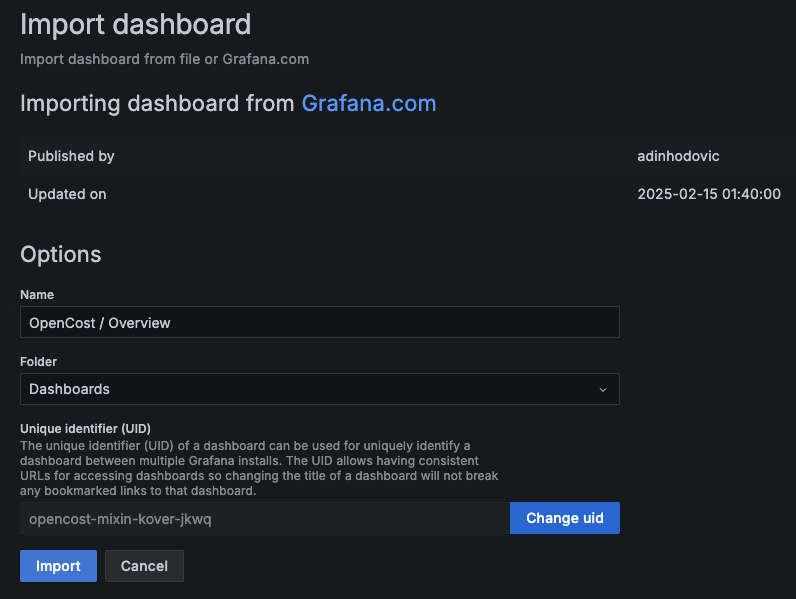 Import dashboard
Import dashboard from file or Grafana.com
Importing dashboard from Grafana.com
Published by adinhodovic
Updated on 2025-02-15 01:40:00
Options
Name
OpenCost / Overview
Folder
Dashboards
Unique identifier (UID)
The unique identifier (UID) of a dashboard can be used for uniquely identify a
dashboard between multiple Grafana installs. The UID allows having consistent
URLs for accessing dashboards so changing the title of a dashboard will not break
any bookmarked links to that dashboard.
opencost-mixin-kover-jkwq Change uid
Import Cancel